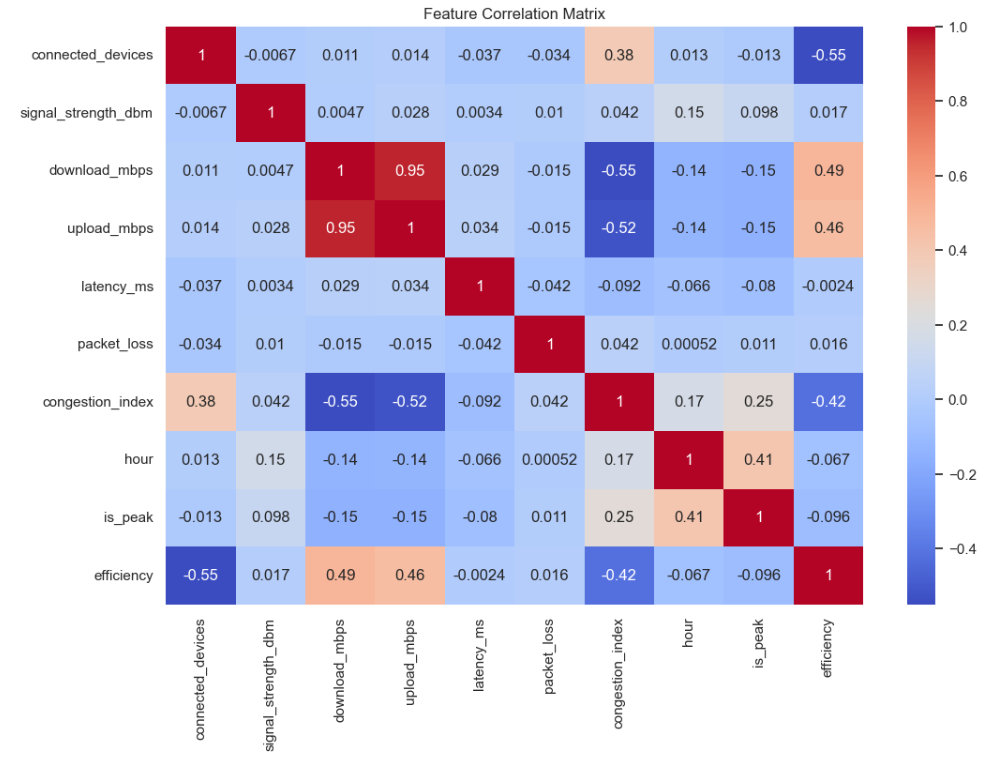 Feature Correlation Matrix
connected_devices 1 -0.0067 0.011 0.014 -0.037 -0.034 0.38 0.013 -0.013 -0.55
signal_strength_dbm -0.0067 1 0.0047 0.028 0.0034 0.01 0.042 0.15 0.098 0.017
download_mbps 0.011 0.0047 1 0.95 0.029 -0.015 -0.55 -0.14 -0.15 0.49
upload_mbps 0.014 0.028 0.95 1 0.034 -0.015 -0.52 -0.14 -0.15 0.46
latency_ms -0.037 0.0034 0.029 0.034 1 -0.042 -0.092 -0.066 -0.08 -0.0024
packet_loss -0.034 0.01 -0.015 -0.015 -0.042 1 0.042 0.00052 0.011 0.016
congestion_index 0.38 0.042 -0.55 -0.52 -0.092 0.042 1 0.17 0.25 -0.42
hour 0.013 0.15 -0.14 -0.14 -0.066 0.00052 0.17 1 0.41 -0.067
is_peak -0.013 0.098 -0.15 -0.15 -0.08 0.011 0.25 0.41 1 -0.096
efficiency -0.55 0.017 0.49 0.46 -0.0024 0.016 -0.42 -0.067 -0.096 1
connected_devices
signal_strength_dbm
download_mbps
upload_mbps
latency_ms
packet_loss
congestion_index
hour
is_peak
efficiency
1.0
0.8
0.6
0.4
0.2
0.0
−0.2
−0.4